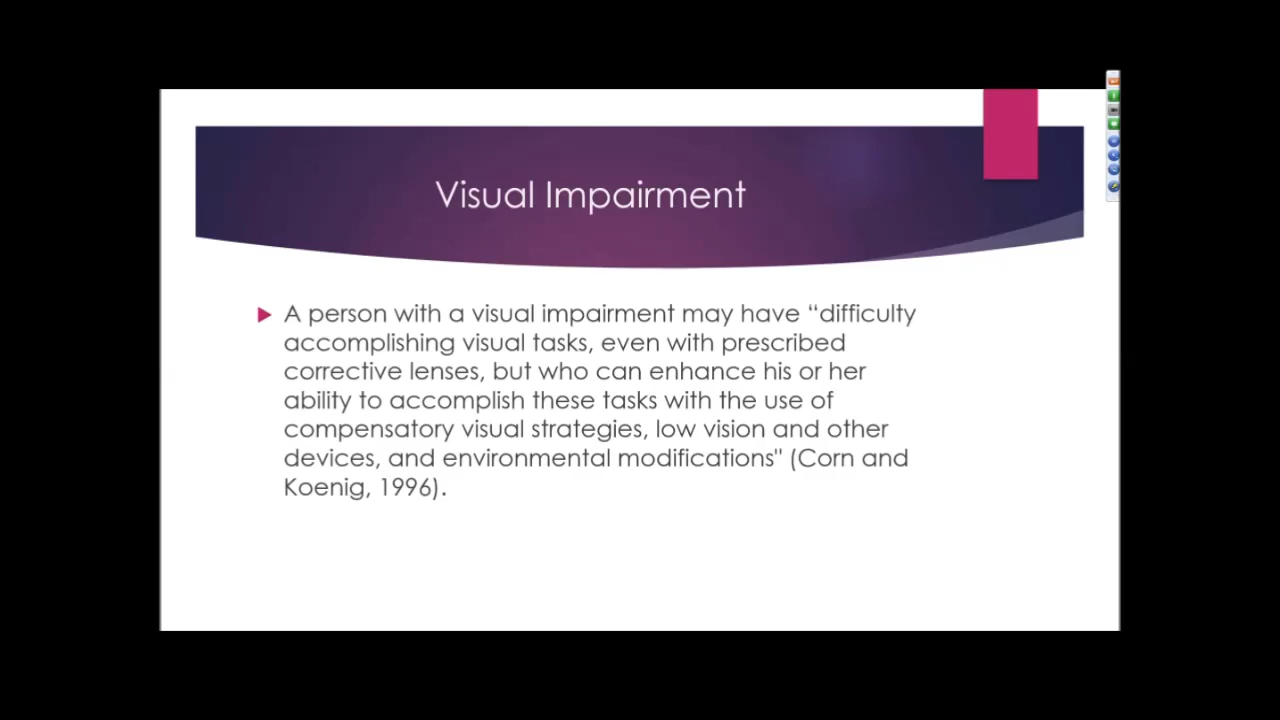 Visual Impairment
A person with a visual impairment may have “difficulty
accomplishing visual tasks, even with prescribed
corrective lenses, but who can enhance his or her
ability to accomplish these tasks with the use of
compensatory visual strategies, low vision and other
devices, and environmental modifications" (Corn and
Koenig, 1996).